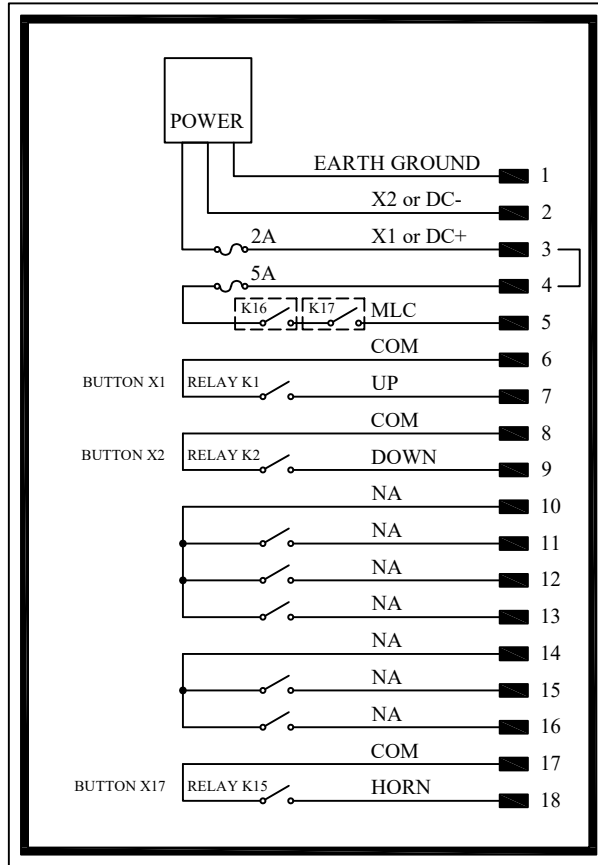 POWER
EARTH GROUND 1
X2 or DC- 2
2A X1 or DC+ 3
5A 4
K16 K17 MLC 5
COM 6
BUTTON X1 RELAY K1 UP 7
COM 8
BUTTON X2 RELAY K2 DOWN 9
NA 10
NA 11
NA 12
NA 13
NA 14
NA 15
NA 16
COM 17
BUTTON X17 RELAY K15 HORN 18